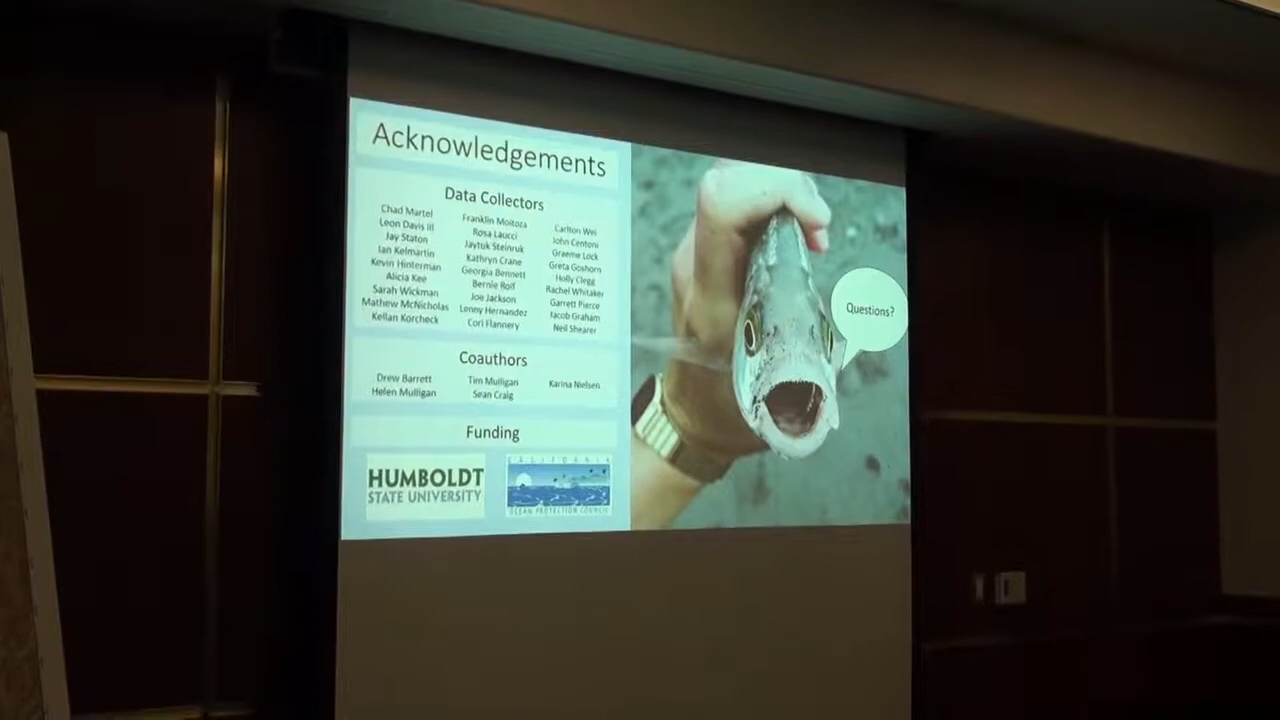 Acknowledgements
Data Collectors
Chad Martel
Leon Davis III
Jay Staton
Ian Kelmartin
Kevin Hinterman
Alicia Kee
Sarah Wickman
Mathew McNicholas
Kellan Korcheck
Franklin Moitoza
Rosa Laucci
Jaytuk Steinruk
Kathryn Crane
Georgia Bennett
Bernie Rolf
Joe Jackson
Lenny Hernandez
Cori Flannery
Carlton Wei
John Centoni
Graeme Lock
Greta Goshorn
Holly Clegg
Rachel Whitaker
Garrett Pierce
Jacob Graham
Neil Shearer
Coauthors
Drew Barrett
Helen Mulligan
Tim Mulligan
Sean Craig
Karina Nielsen
Funding
HUMBOLDT
STATE UNIVERSITY
CALIFORNIA
OCEAN PROTECTION COUNCIL
Questions?